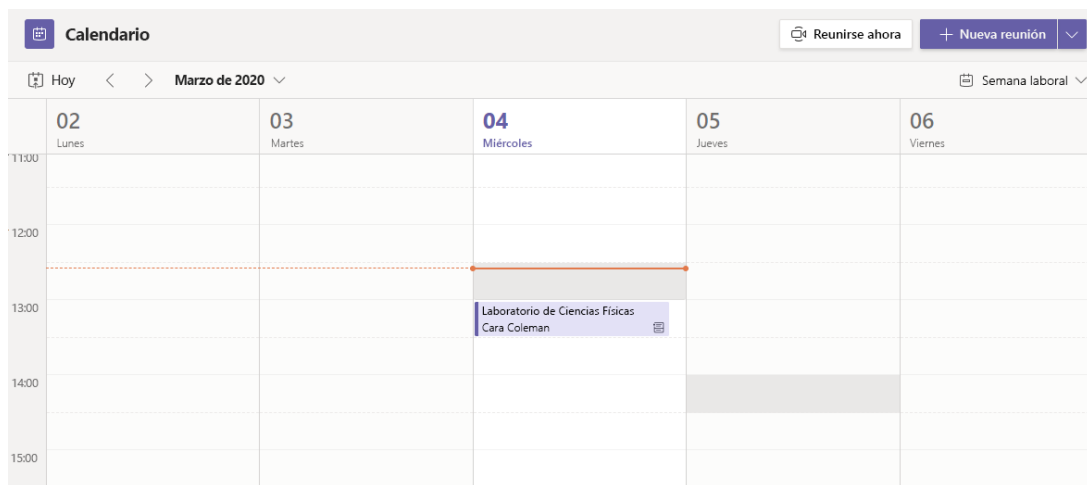 Calendario
Reunirse ahora
Nueva reunión
Hoy
Marzo de 2020
Semana laboral
02
Lunes
03
Martes
04
Miércoles
05
Jueves
06
Viernes
11:00
12:00
13:00
Laboratorio de Ciencias Físicas
Cara Coleman
14:00
15:00